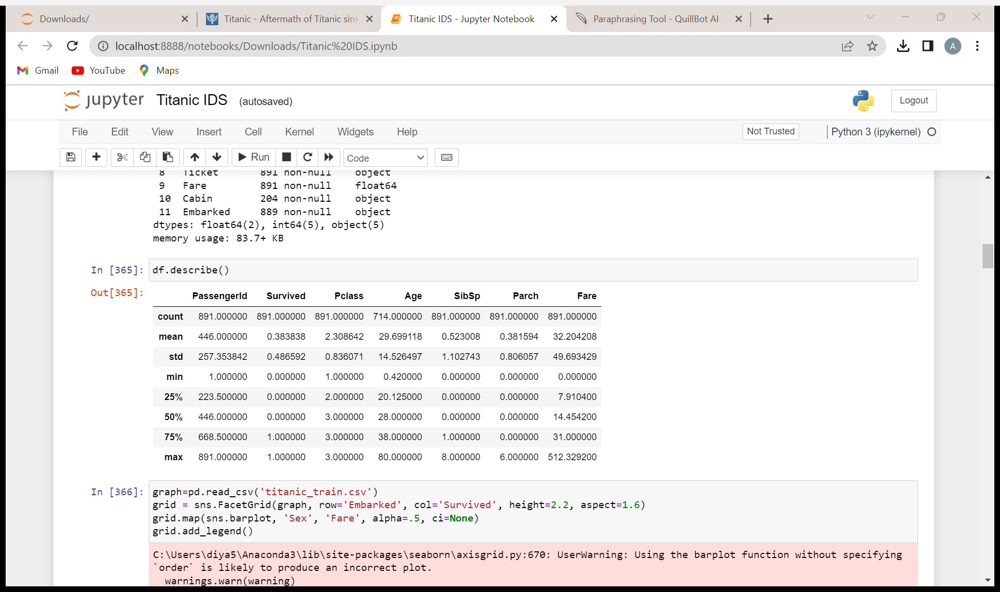 Downloads/
Titanic - Aftermath of Titanic sink
Titanic IDS - Jupyter Notebook
Paraphrasing Tool - QuillBot AI
localhost:8888/notebooks/Downloads/Titanic%20IDS.ipynb
A
Gmail YouTube Maps
jupyter Titanic IDS (autosaved)
Logout
File Edit View Insert Cell Kernel Widgets Help Not Trusted Python 3 (ipykernel)
Run Code
8 Ticket 891 non-null object
9 Fare 891 non-null float64
10 Cabin 204 non-null object
11 Embarked 889 non-null object
dtypes: float64(2), int64(5), object(5)
memory usage: 83.7+ KB
In [365]: df.describe()
Out[365]:
PassengerId Survived Pclass Age SibSp Parch Fare
count 891.000000 891.000000 891.000000 714.000000 891.000000 891.000000 891.000000
mean 446.000000 0.383838 2.308642 29.699118 0.523008 0.381594 32.204208
std 257.353842 0.486592 0.836071 14.526497 1.102743 0.806057 49.693429
min 1.000000 0.000000 1.000000 0.420000 0.000000 0.000000 0.000000
25% 223.500000 0.000000 2.000000 20.125000 0.000000 0.000000 7.910400
50% 446.000000 0.000000 3.000000 28.000000 0.000000 0.000000 14.454200
75% 668.500000 1.000000 3.000000 38.000000 1.000000 0.000000 31.000000
max 891.000000 1.000000 3.000000 80.000000 8.000000 6.000000 512.329200
In [366]: graph=pd.read_csv('titanic_train.csv')
grid = sns.FacetGrid(graph, row='Embarked', col='Survived', height=2.2, aspect=1.6)
grid.map(sns.barplot, 'Sex', 'Fare', alpha=.5, ci=None)
grid.add_legend()
C:\Users\diya5\Anaconda3\lib\site-packages\seaborn\axisgrid.py:670: UserWarning: Using the barplot function without specifying
`order` is likely to produce an incorrect plot.
warnings.warn(warning)